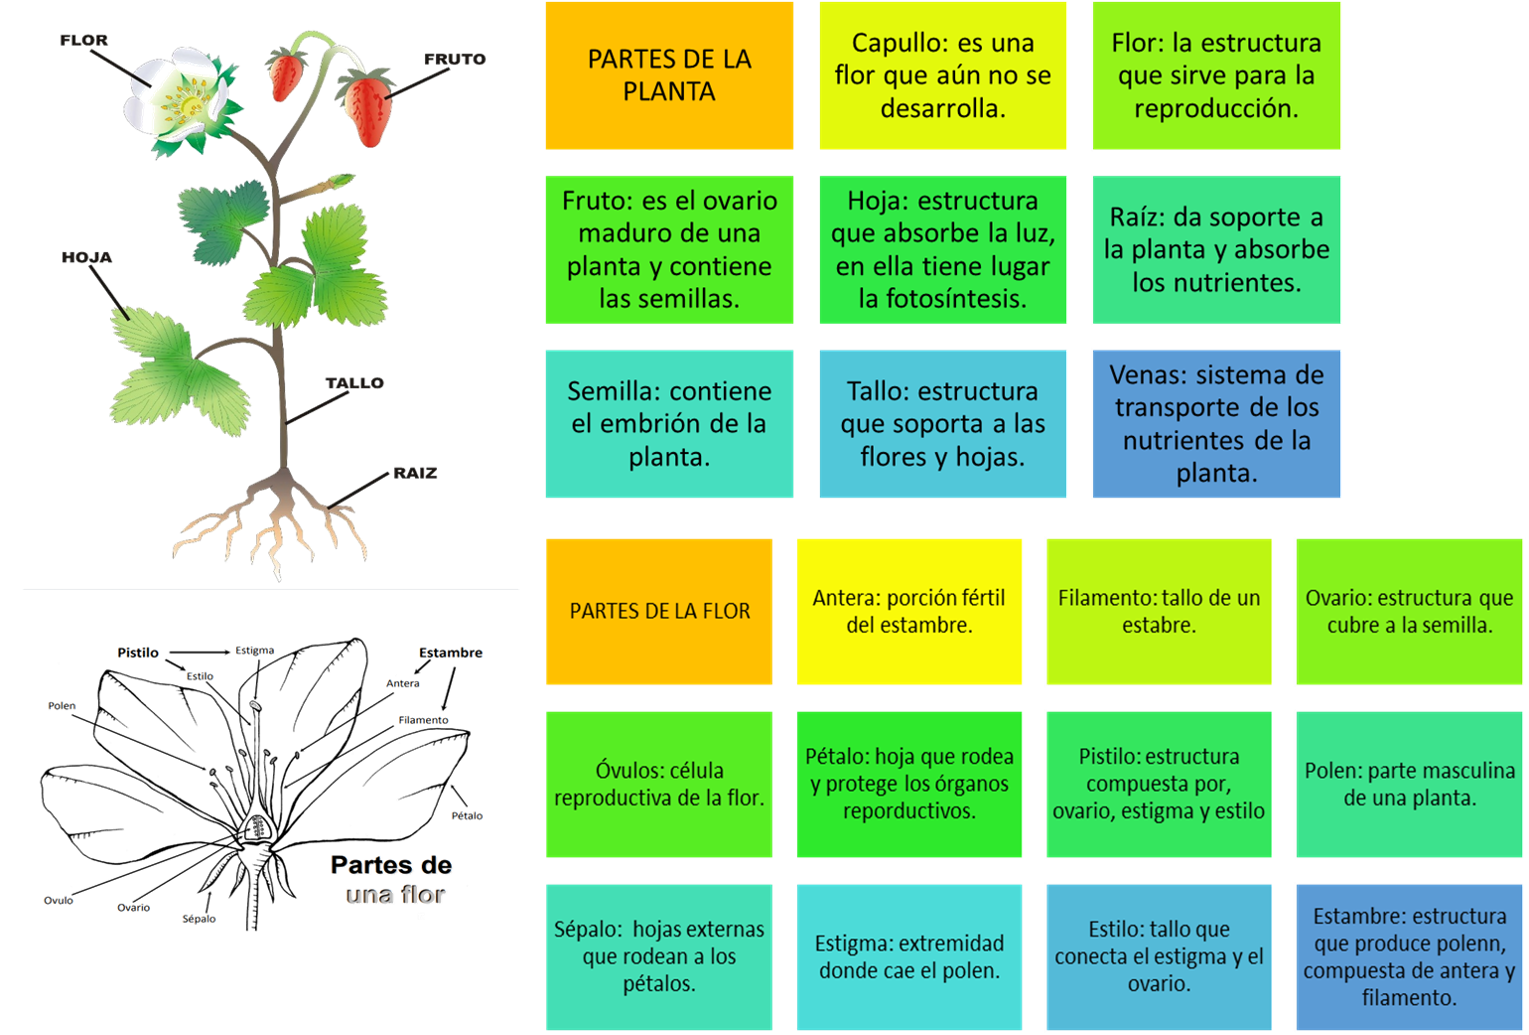 FLOR
FRUTO
HOJA
TALLO
RAIZ
PARTES DE LA
PLANTA
Capullo: es una
flor que aún no se
desarrolla.
Flor: la estructura
que sirve para la
reproducción.
Fruto: es el ovario
maduro de una
planta y contiene
las semillas.
Hoja: estructura
que absorbe la luz,
en ella tiene lugar
la fotosíntesis.
Raíz: da soporte a
la planta y absorbe
los nutrientes.
Semilla: contiene
el embrión de la
planta.
Tallo: estructura
que soporta a las
flores y hojas.
Venas: sistema de
transporte de los
nutrientes de la
planta.
Pistilo
Estigma
Estambre
Estilo
Antera
Polen
Filamento
Pétalo
Partes de
una flor
Ovulo
Ovario
Sépalo
PARTES DE LA FLOR
Antera: porción fértil
del estambre.
Filamento: tallo de un
estabre.
Ovario: estructura que
cubre a la semilla.
Óvulos: célula
reproductiva de la flor.
Pétalo: hoja que rodea
y protege los órganos
reporductivos.
Pistilo: estructura
compuesta por,
ovario, estigma y estilo
Polen: parte masculina
de una planta.
Sépalo: hojas externas
que rodean a los
pétalos.
Estigma: extremidad
donde cae el polen.
Estilo: tallo que
conecta el estigma y el
ovario.
Estambre: estructura
que produce polenn,
compuesta de antera y
filamento.